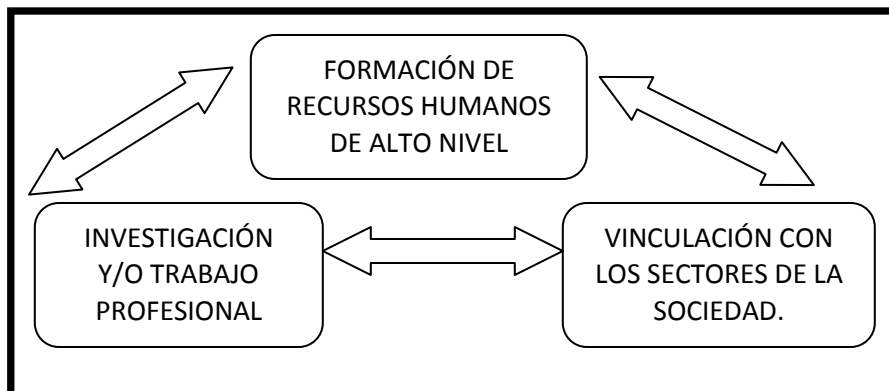 FORMACIÓN DE
RECURSOS HUMANOS
DE ALTO NIVEL
INVESTIGACIÓN
Y/O TRABAJO
PROFESIONAL
VINCULACIÓN CON
LOS SECTORES DE LA
SOCIEDAD.